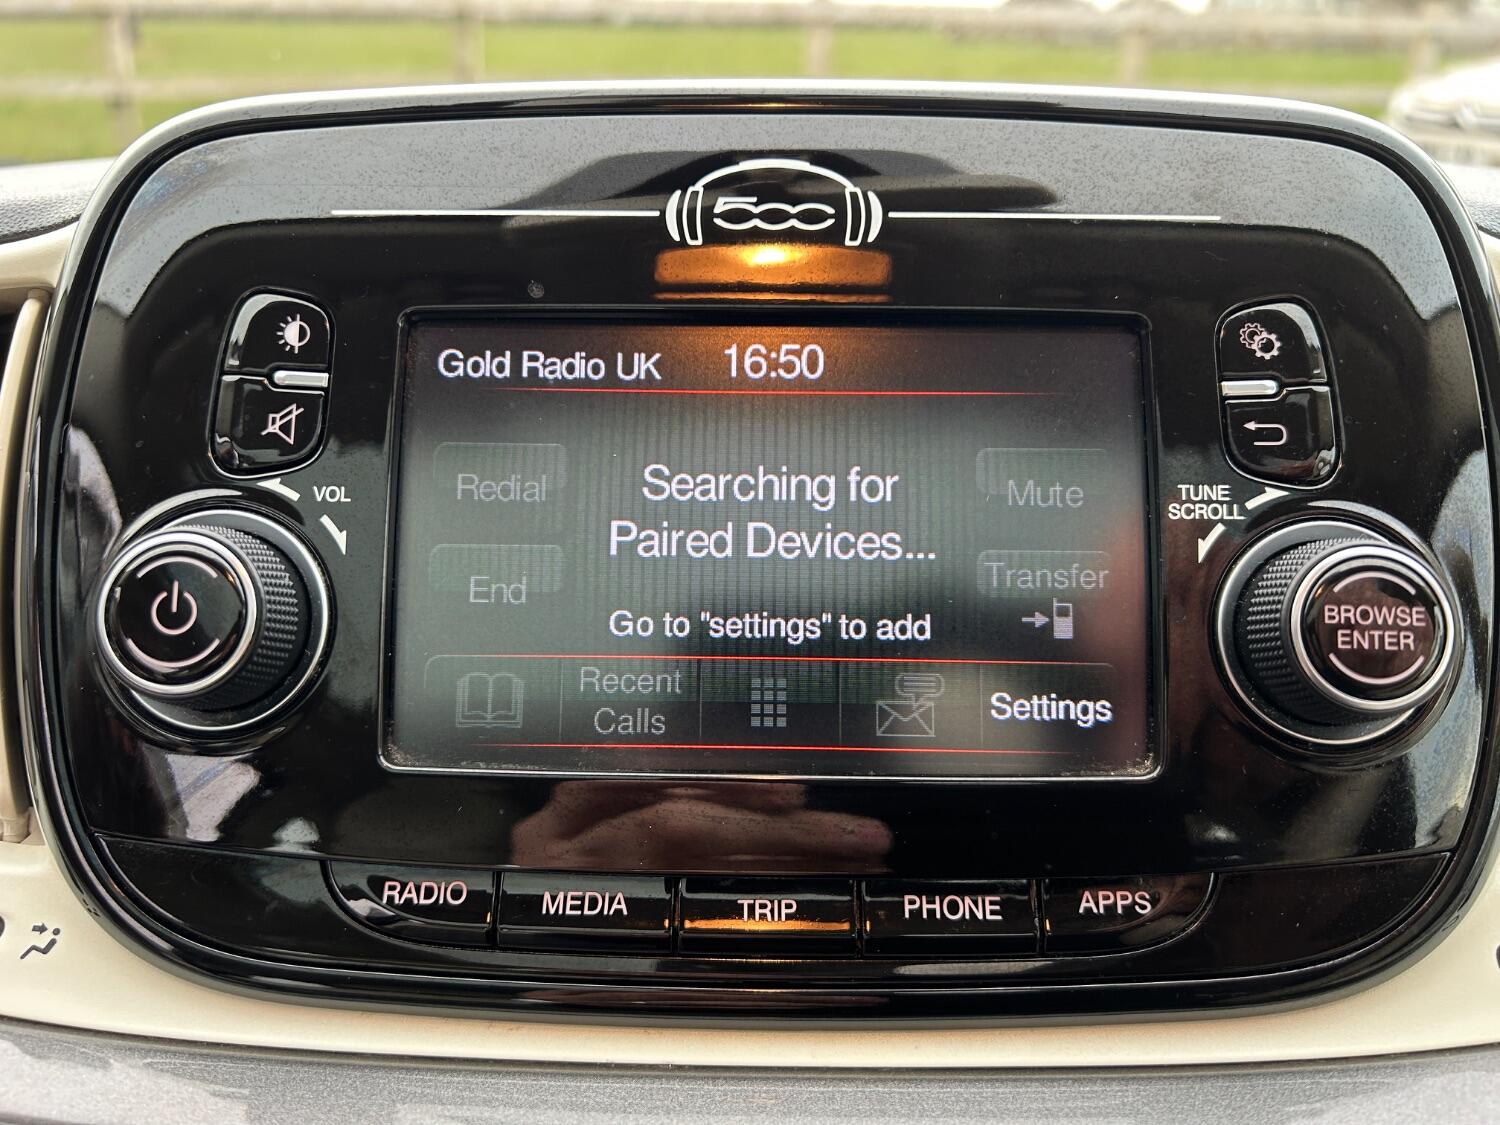 500
Gold Radio UK 16:50
Redial
Searching for
Paired Devices...
Mute
End
Transfer
Go to "settings" to add
Recent
Calls
Settings
VOL
TUNE
SCROLL
BROWSE
ENTER
RADIO
MEDIA
TRIP
PHONE
APPS